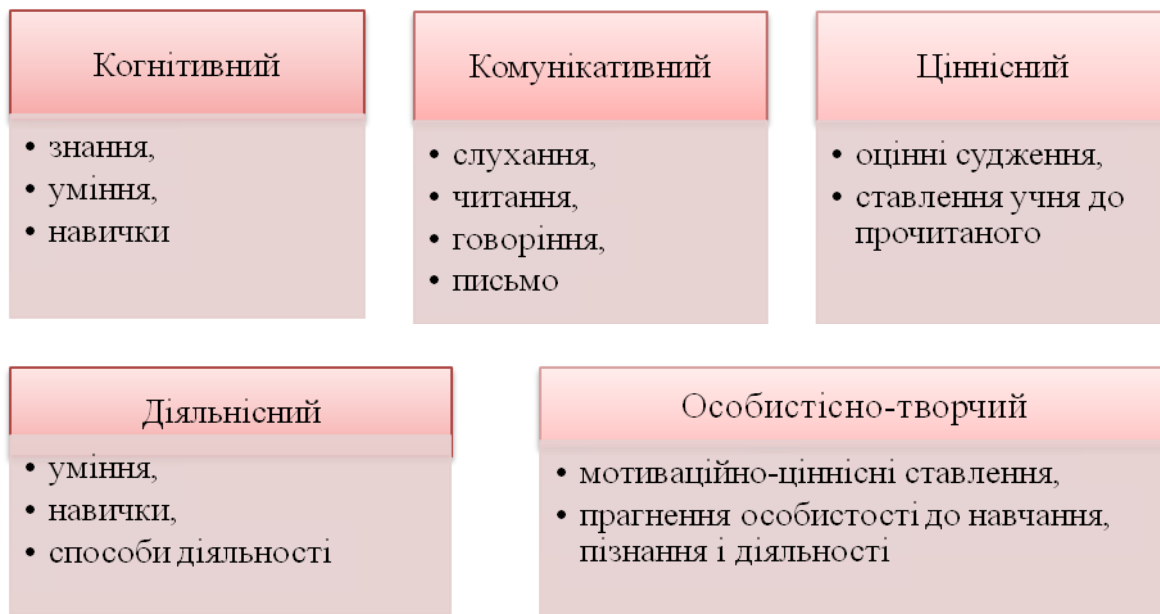 Когнітивний
• знання,
• уміння,
• навички
Комунікативний
• слухання,
• читання,
• говоріння,
• письмо
Ціннісний
• оцінні судження,
• ставлення учня до
прочитаного
Діяльнісний
• уміння,
• навички,
• способи діяльності
Особистісно-творчий
• мотиваційно-ціннісні ставлення,
• прагнення особистості до навчання,
пізнання і діяльності